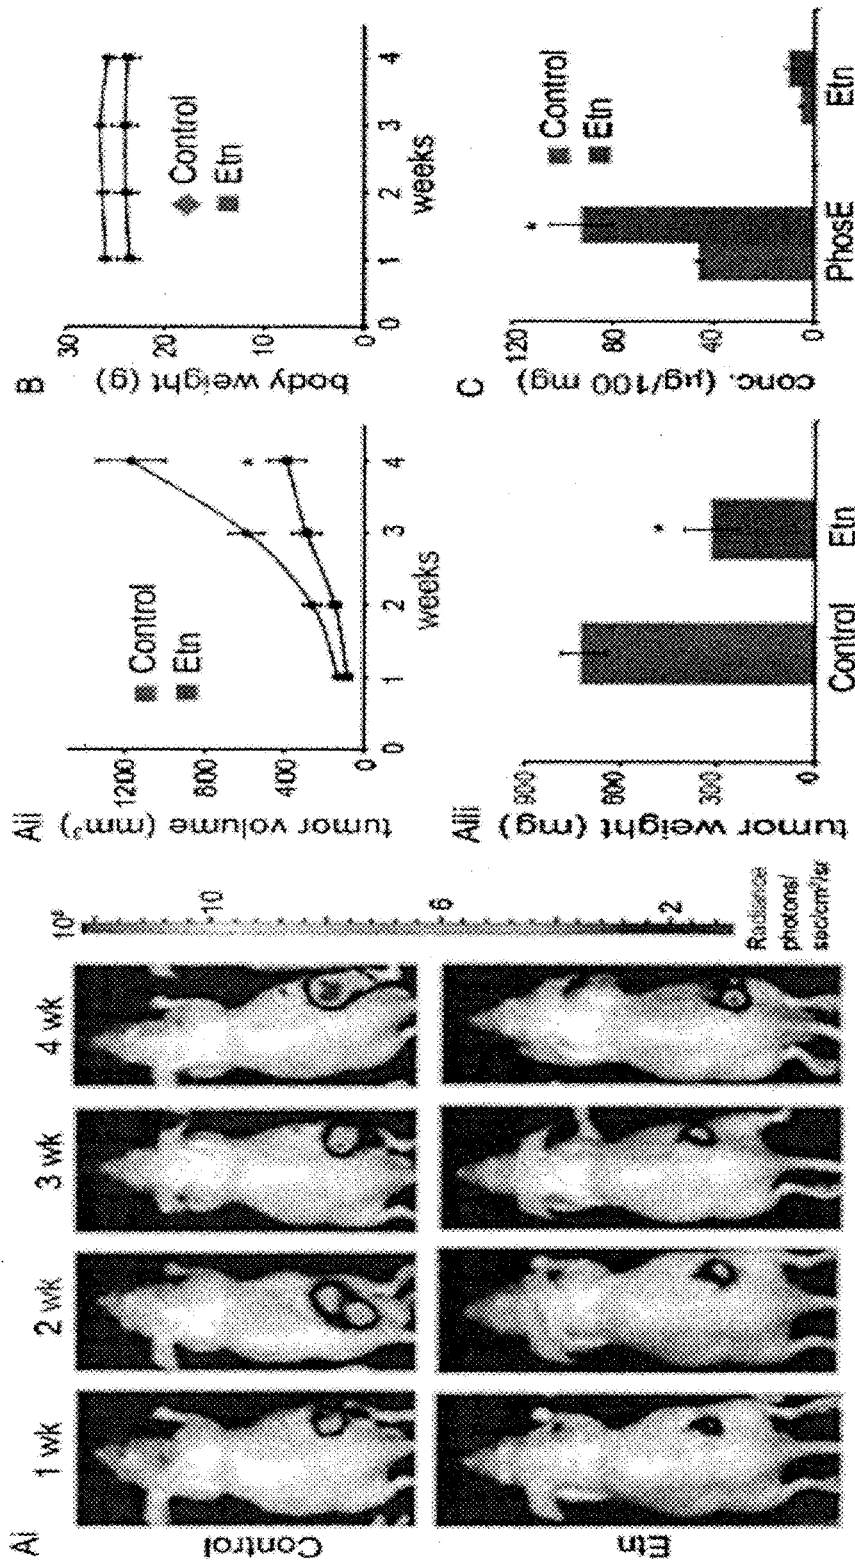 Ai
1 wk
2 wk
3 wk
4 wk
Control
Etn
10⁸
10
6
2
Radiance
photons/
sec/cm²/sr
Aii
tumor volume (mm³)
1200
800
400
0
Control
Etn
0
1
2
3
4
weeks
B
body weight (g)
30
20
10
0
Control
Etn
0
1
2
3
4
weeks
Aiii
tumor weight (mg)
900
600
300
0
*
Control
Etn
C
conc. (µg/100 mg)
120
80
40
0
*
Control
Etn
PhosE
Etn